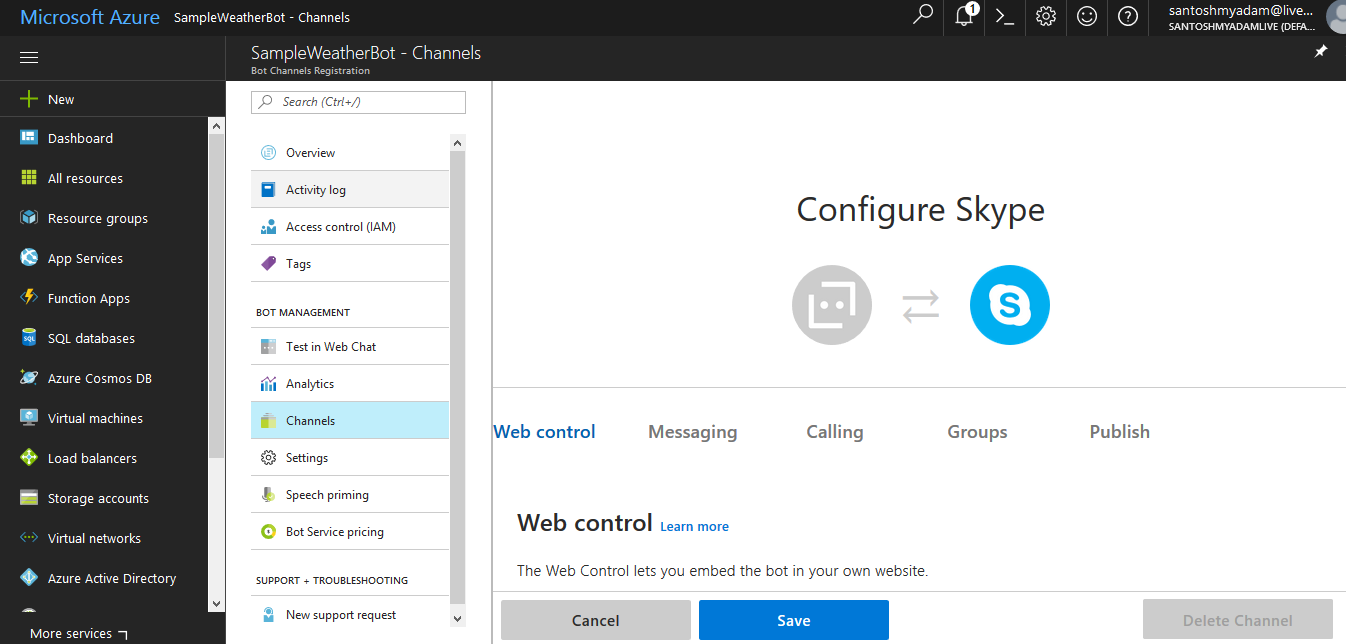 Microsoft Azure SampleWeatherBot - Channels
1
santoshmyadam@live...
SANTOSHMYADAMLIVE (DEFA...
SampleWeatherBot - Channels
Bot Channels Registration
New
Dashboard
All resources
Resource groups
App Services
Function Apps
SQL databases
Azure Cosmos DB
Virtual machines
Load balancers
Storage accounts
Virtual networks
Azure Active Directory
More services
Search (Ctrl+/)
Overview
Activity log
Access control (IAM)
Tags
BOT MANAGEMENT
Test in Web Chat
Analytics
Channels
Settings
Speech priming
Bot Service pricing
SUPPORT + TROUBLESHOOTING
New support request
Configure Skype
Web control Messaging Calling Groups Publish
Web control Learn more
The Web Control lets you embed the bot in your own website.
Cancel Save Delete Channel